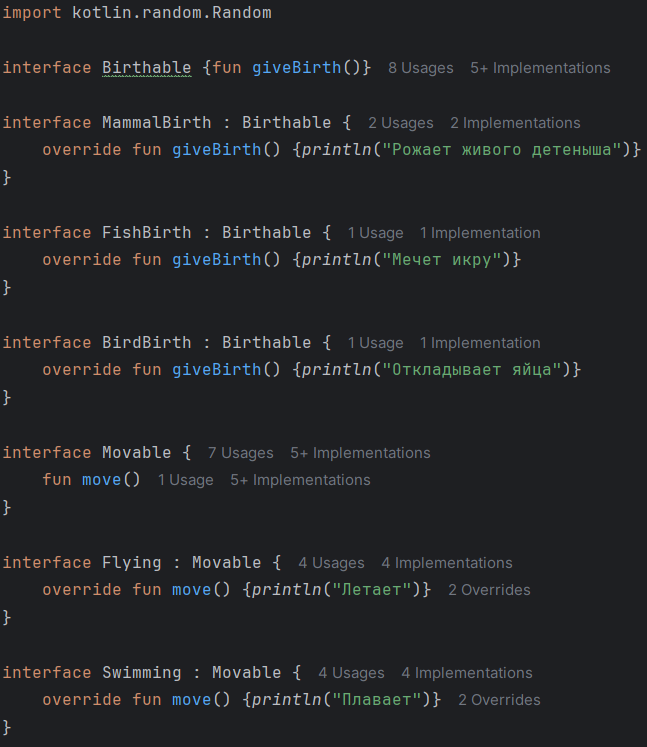 import kotlin.random.Random
interface Birthable {fun giveBirth()} 8 Usages 5+ Implementations
interface MammalBirth : Birthable { 2 Usages 2 Implementations
override fun giveBirth() {println("Рожает живого детеныша")}
}
interface FishBirth : Birthable { 1 Usage 1 Implementation
override fun giveBirth() {println("Мечет икру")}
}
interface BirdBirth : Birthable { 1 Usage 1 Implementation
override fun giveBirth() {println("Откладывает яйца")}
}
interface Movable { 7 Usages 5+ Implementations
fun move() 1 Usage 5+ Implementations
}
interface Flying : Movable { 4 Usages 4 Implementations
override fun move() {println("Летает")} 2 Overrides
}
interface Swimming : Movable { 4 Usages 4 Implementations
override fun move() {println("Плавает")} 2 Overrides
}